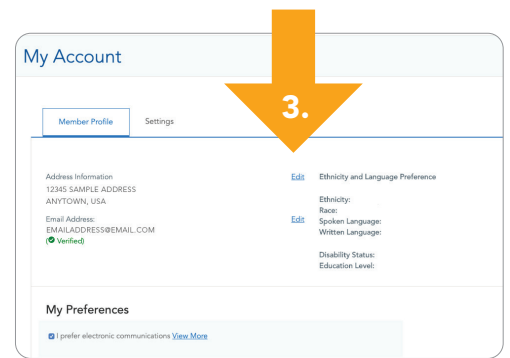 3.
My Account
Member Profile
Settings
Address Information
12345 SAMPLE ADDRESS
ANYTOWN, USA
Edit
Email Address:
EMAILADDRESS@EMAIL.COM
(Verified)
Edit
Ethnicity and Language Preference
Ethnicity:
Race:
Spoken Language:
Written Language:
Disability Status:
Education Level:
My Preferences
I prefer electronic communications View More